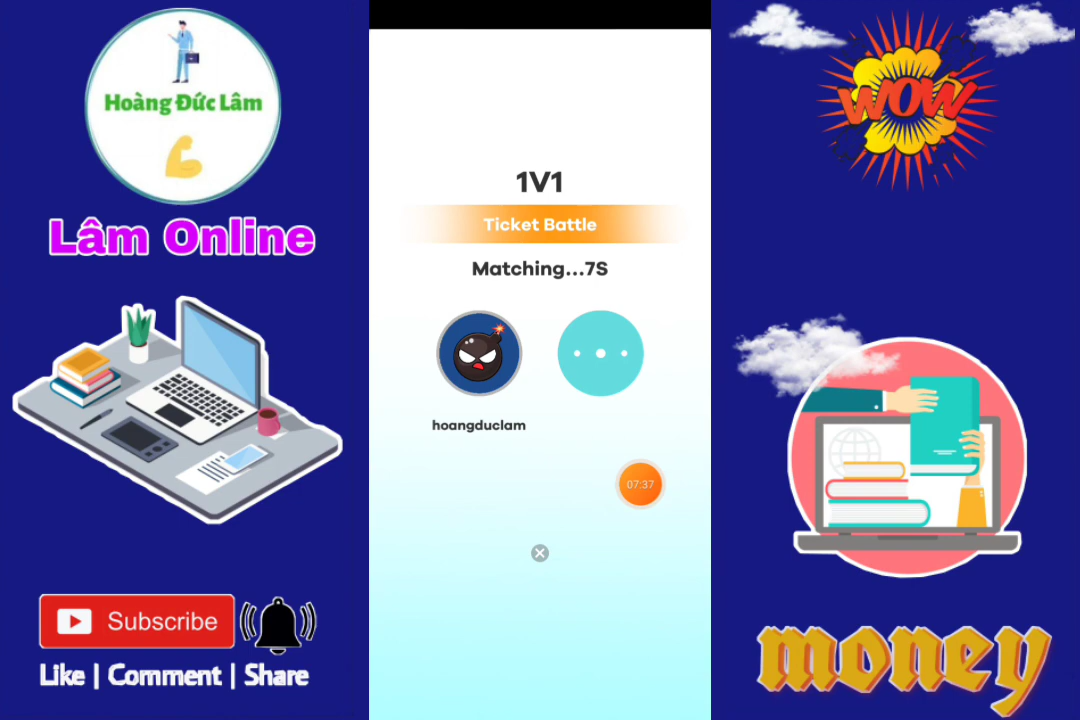 Hoàng Đức Lâm
Lâm Online
Subscribe
Like | Comment | Share
1V1
Ticket Battle
Matching...7S
hoangduclam
07:37
WOW
money